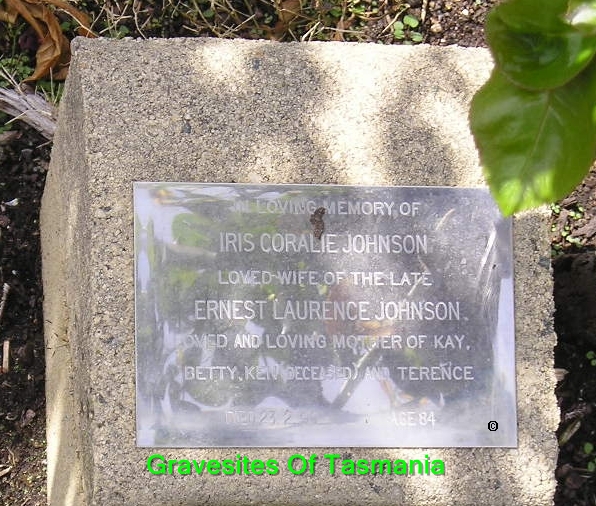 IN LOVING MEMORY OF
IRIS CORALIE JOHNSON
LOVED WIFE OF THE LATE
ERNEST LAURENCE JOHNSON
LOVED AND LOVING MOTHER OF KAY,
BETTY, KEN (DECEASED) AND TERENCE
AGE 84
©
Gravesites Of Tasmania